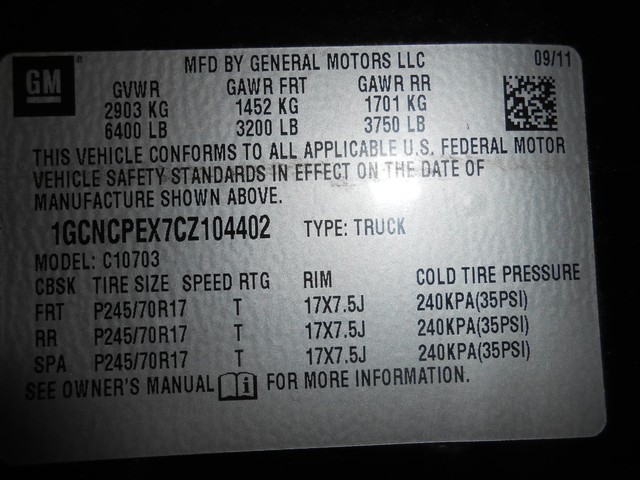 GM
MFD BY GENERAL MOTORS LLC 09/11
GVWR GAWR FRT GAWR RR
2903 KG 1452 KG 1701 KG
6400 LB 3200 LB 3750 LB
THIS VEHICLE CONFORMS TO ALL APPLICABLE U.S. FEDERAL MOTOR
VEHICLE SAFETY STANDARDS IN EFFECT ON THE DATE OF
MANUFACTURE SHOWN ABOVE.
1GCNCPEX7CZ104402 TYPE: TRUCK
MODEL: C10703
CBSK TIRE SIZE SPEED RTG RIM COLD TIRE PRESSURE
FRT P245/70R17 T 17X7.5J 240KPA(35PSI)
RR P245/70R17 T 17X7.5J 240KPA(35PSI)
SPA P245/70R17 T 17X7.5J 240KPA(35PSI)
SEE OWNER'S MANUAL i FOR MORE INFORMATION.